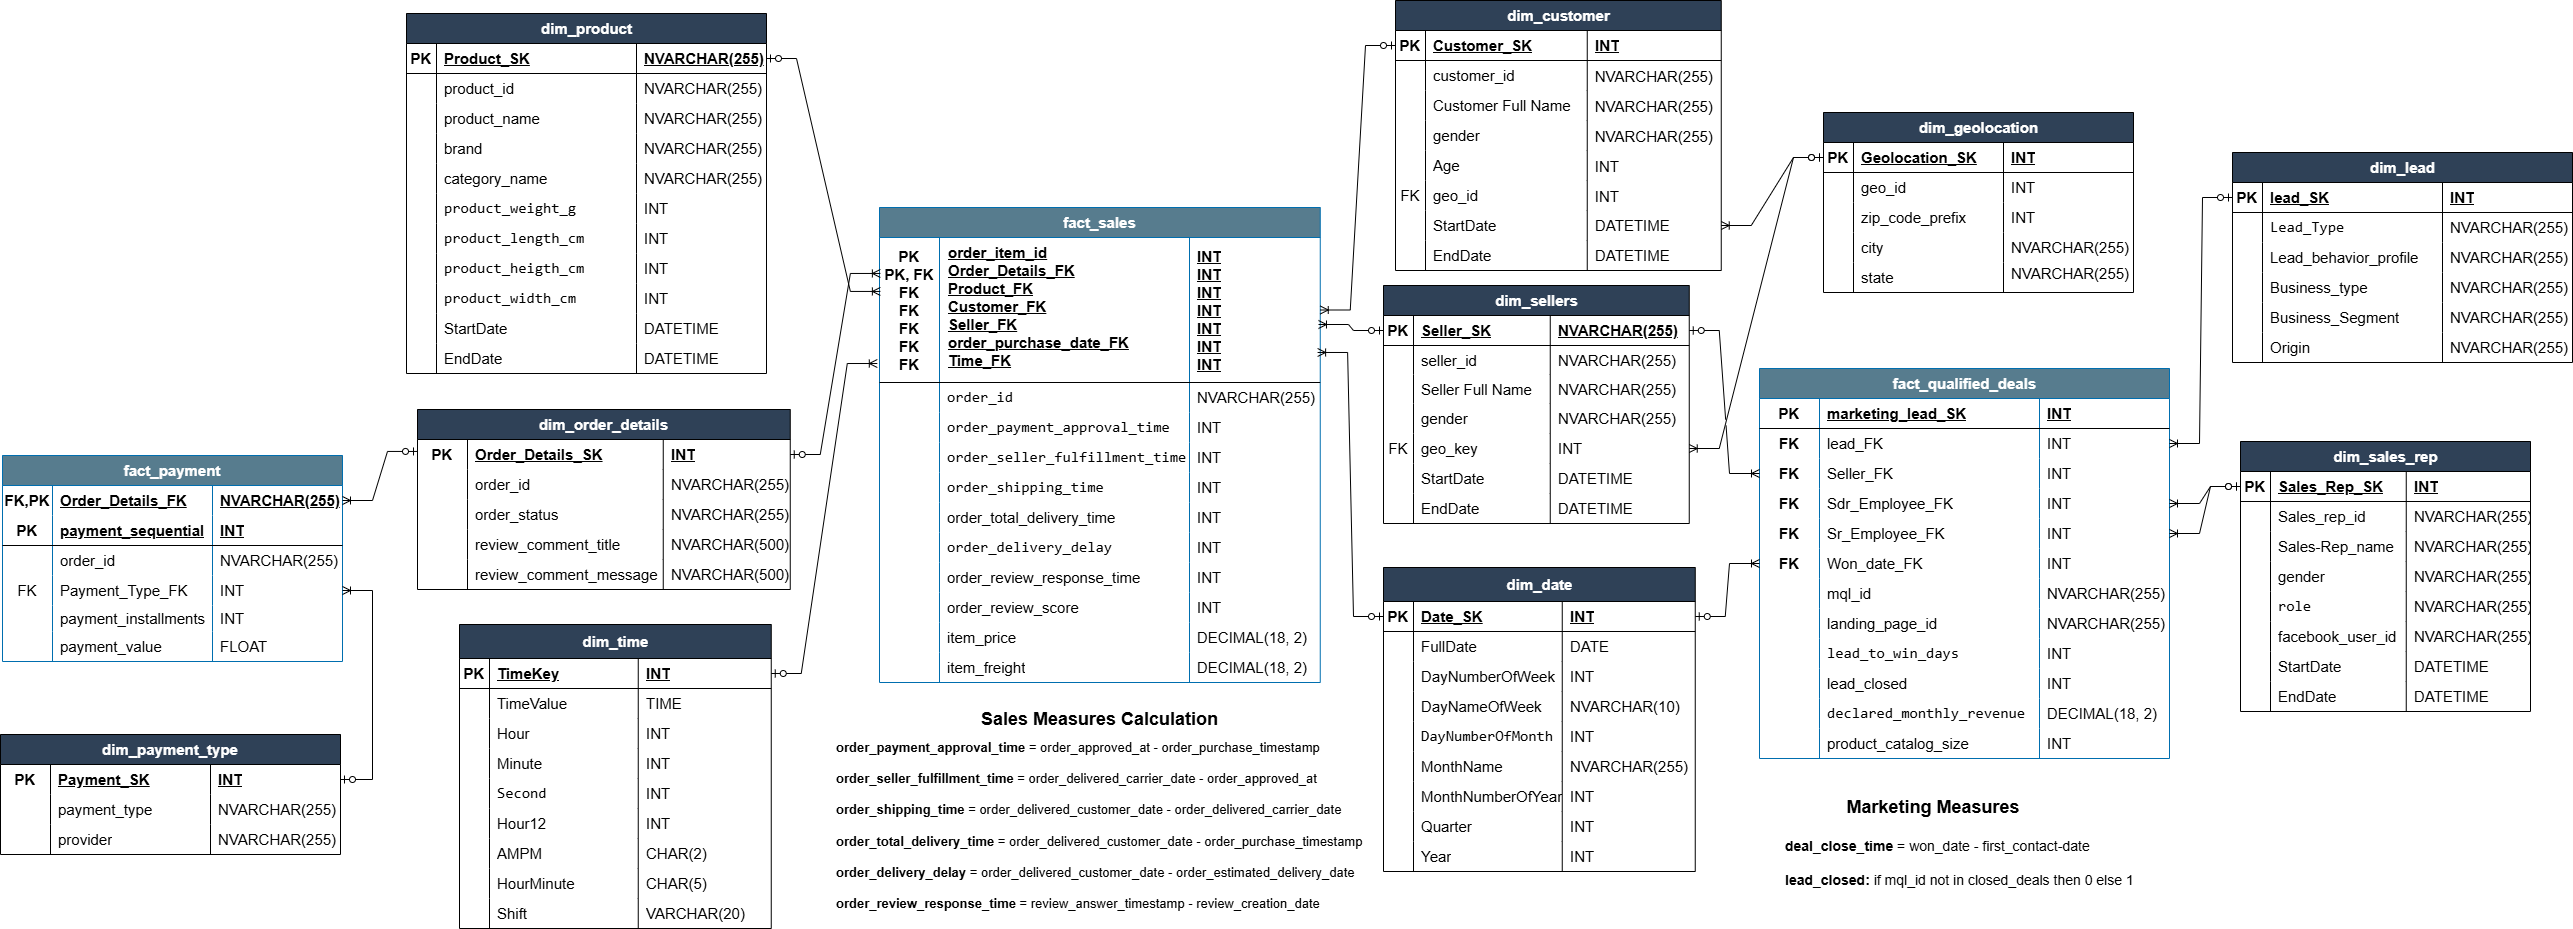 dim_product
PK Product_SK NVARCHAR(255)
product_id NVARCHAR(255)
product_name NVARCHAR(255)
brand NVARCHAR(255)
category_name NVARCHAR(255)
product_weight_g INT
product_length_cm INT
product_heigth_cm INT
product_width_cm INT
StartDate DATETIME
EndDate DATETIME
dim_order_details
PK Order_Details_SK INT
order_id NVARCHAR(255)
order_status NVARCHAR(255)
review_comment_title NVARCHAR(500)
review_comment_message NVARCHAR(500)
fact_payment
FK,PK Order_Details_FK NVARCHAR(255)
PK payment_sequential INT
order_id NVARCHAR(255)
FK Payment_Type_FK INT
payment_installments INT
payment_value FLOAT
dim_payment_type
PK Payment_SK INT
payment_type NVARCHAR(255)
provider NVARCHAR(255)
dim_time
PK TimeKey INT
TimeValue TIME
Hour INT
Minute INT
Second INT
Hour12 INT
AMPM CHAR(2)
HourMinute CHAR(5)
Shift VARCHAR(20)
fact_sales
PK order_item_id INT
PK, FK Order_Details_FK INT
FK Product_FK INT
FK Customer_FK INT
FK Seller_FK INT
FK order_purchase_date_FK INT
FK Time_FK INT
order_id NVARCHAR(255)
order_payment_approval_time INT
order_seller_fulfillment_time INT
order_shipping_time INT
order_total_delivery_time INT
order_delivery_delay INT
order_review_response_time INT
order_review_score INT
item_price DECIMAL(18, 2)
item_freight DECIMAL(18, 2)
Sales Measures Calculation
order_payment_approval_time = order_approved_at - order_purchase_timestamp
order_seller_fulfillment_time = order_delivered_carrier_date - order_approved_at
order_shipping_time = order_delivered_customer_date - order_delivered_carrier_date
order_total_delivery_time = order_delivered_customer_date - order_purchase_timestamp
order_delivery_delay = order_delivered_customer_date - order_estimated_delivery_date
order_review_response_time = review_answer_timestamp - review_creation_date
dim_customer
PK Customer_SK INT
customer_id NVARCHAR(255)
Customer Full Name NVARCHAR(255)
gender NVARCHAR(255)
Age INT
FK geo_id INT
StartDate DATETIME
EndDate DATETIME
dim_sellers
PK Seller_SK NVARCHAR(255)
seller_id NVARCHAR(255)
Seller Full Name NVARCHAR(255)
gender NVARCHAR(255)
FK geo_key INT
StartDate DATETIME
EndDate DATETIME
dim_date
PK Date_SK INT
FullDate DATE
DayNumberOfWeek INT
DayNameOfWeek NVARCHAR(10)
DayNumberOfMonth INT
MonthName NVARCHAR(255)
MonthNumberOfYear INT
Quarter INT
Year INT
dim_geolocation
PK Geolocation_SK INT
geo_id INT
zip_code_prefix INT
city NVARCHAR(255)
state NVARCHAR(255)
fact_qualified_deals
PK marketing_lead_SK INT
FK lead_FK INT
FK Seller_FK INT
FK Sdr_Employee_FK INT
FK Sr_Employee_FK INT
FK Won_date_FK INT
mql_id NVARCHAR(255)
landing_page_id NVARCHAR(255)
lead_to_win_days INT
lead_closed INT
declared_monthly_revenue DECIMAL(18, 2)
product_catalog_size INT
Marketing Measures
deal_close_time = won_date - first_contact-date
lead_closed: if mql_id not in closed_deals then 0 else 1
dim_lead
PK lead_SK INT
Lead_Type NVARCHAR(255)
Lead_behavior_profile NVARCHAR(255)
Business_type NVARCHAR(255)
Business_Segment NVARCHAR(255)
Origin NVARCHAR(255)
dim_sales_rep
PK Sales_Rep_SK INT
Sales_rep_id NVARCHAR(255)
Sales-Rep_name NVARCHAR(255)
gender NVARCHAR(255)
role NVARCHAR(255)
facebook_user_id NVARCHAR(255)
StartDate DATETIME
EndDate DATETIME